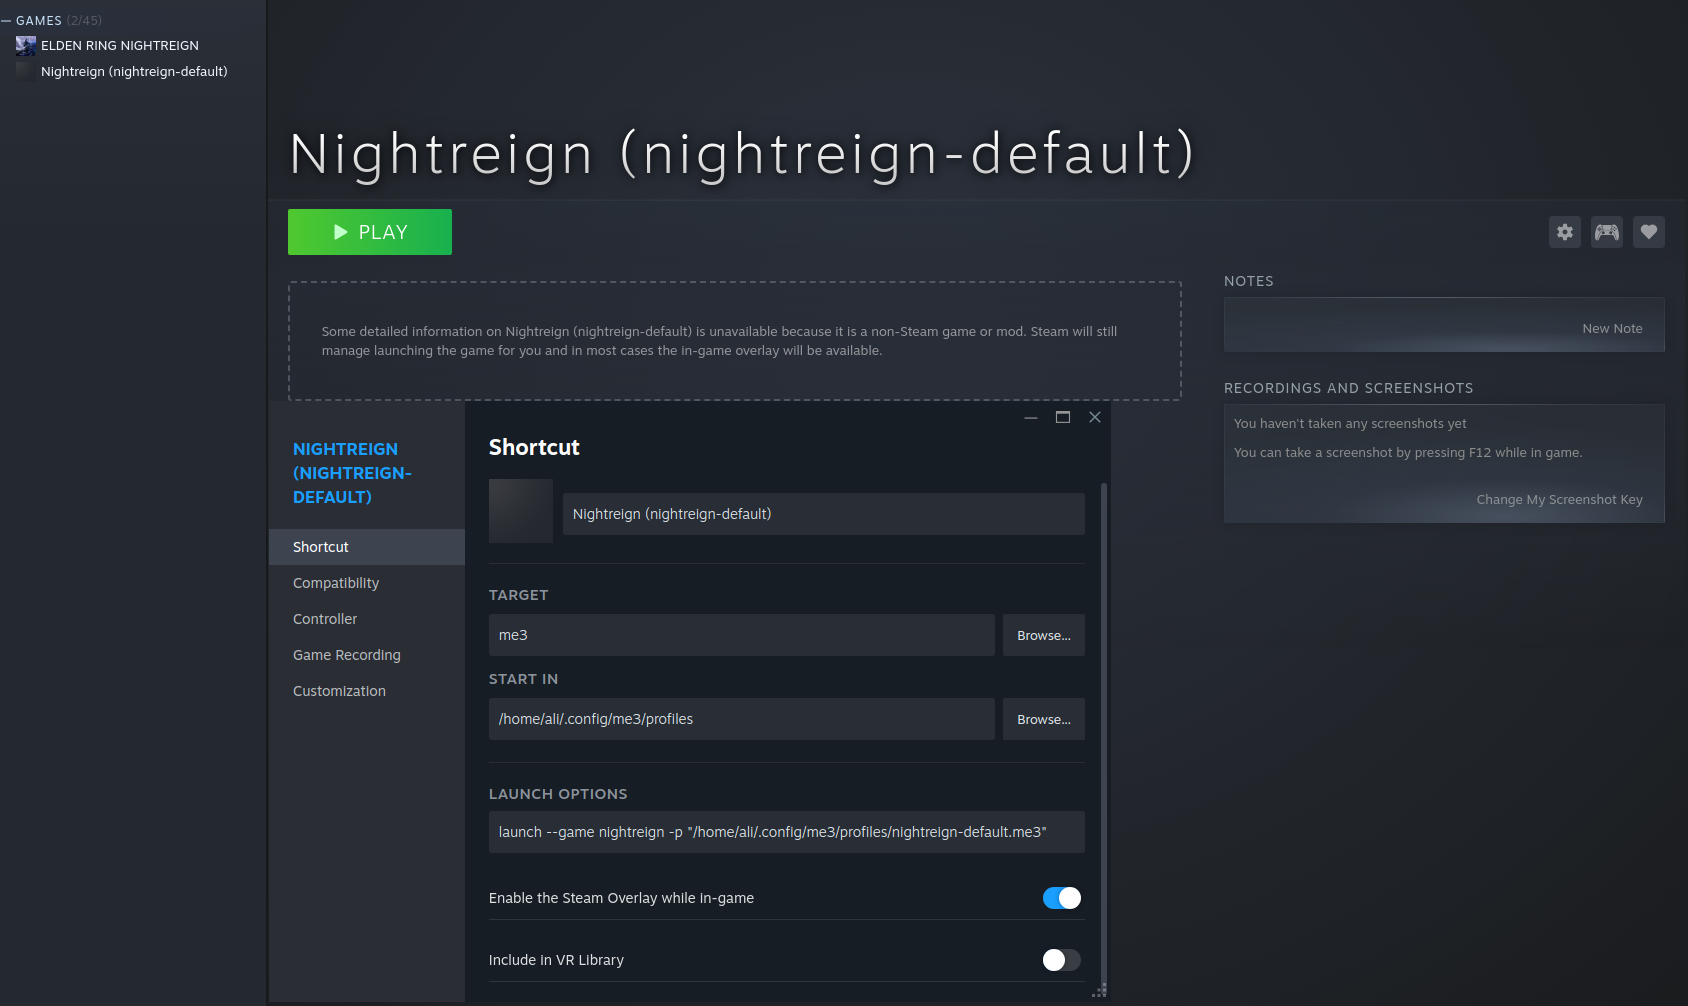 GAMES (2/45)
ELDEN RING NIGHTREIGN
Nightreign (nightreign-default)
Nightreign (nightreign-default)
PLAY
Some detailed information on Nightreign (nightreign-default) is unavailable because it is a non-Steam game or mod. Steam will still
manage launching the game for you and in most cases the in-game overlay will be available.
NOTES
New Note
RECORDINGS AND SCREENSHOTS
You haven't taken any screenshots yet
You can take a screenshot by pressing F12 while in game.
Change My Screenshot Key
NIGHTREIGN
(NIGHTREIGN-
DEFAULT)
Shortcut
Compatibility
Controller
Game Recording
Customization
Shortcut
Nightreign (nightreign-default)
TARGET
me3
Browse...
START IN
/home/ali/.config/me3/profiles
Browse...
LAUNCH OPTIONS
launch --game nightreign -p "/home/ali/.config/me3/profiles/nightreign-default.me3"
Enable the Steam Overlay while in-game
Include in VR Library